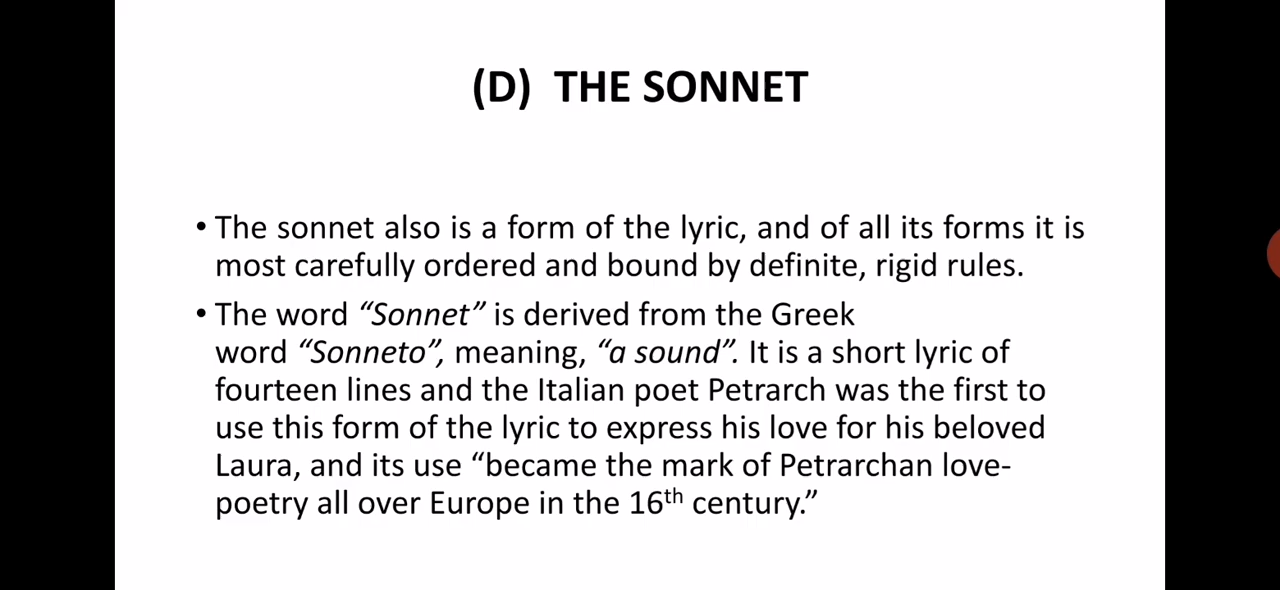 (D) THE SONNET
• The sonnet also is a form of the lyric, and of all its forms it is
most carefully ordered and bound by definite, rigid rules.
• The word “Sonnet” is derived from the Greek
word “Sonneto”, meaning, “a sound”. It is a short lyric of
fourteen lines and the Italian poet Petrarch was the first to
use this form of the lyric to express his love for his beloved
Laura, and its use “became the mark of Petrarchan love-
poetry all over Europe in the 16th century.”